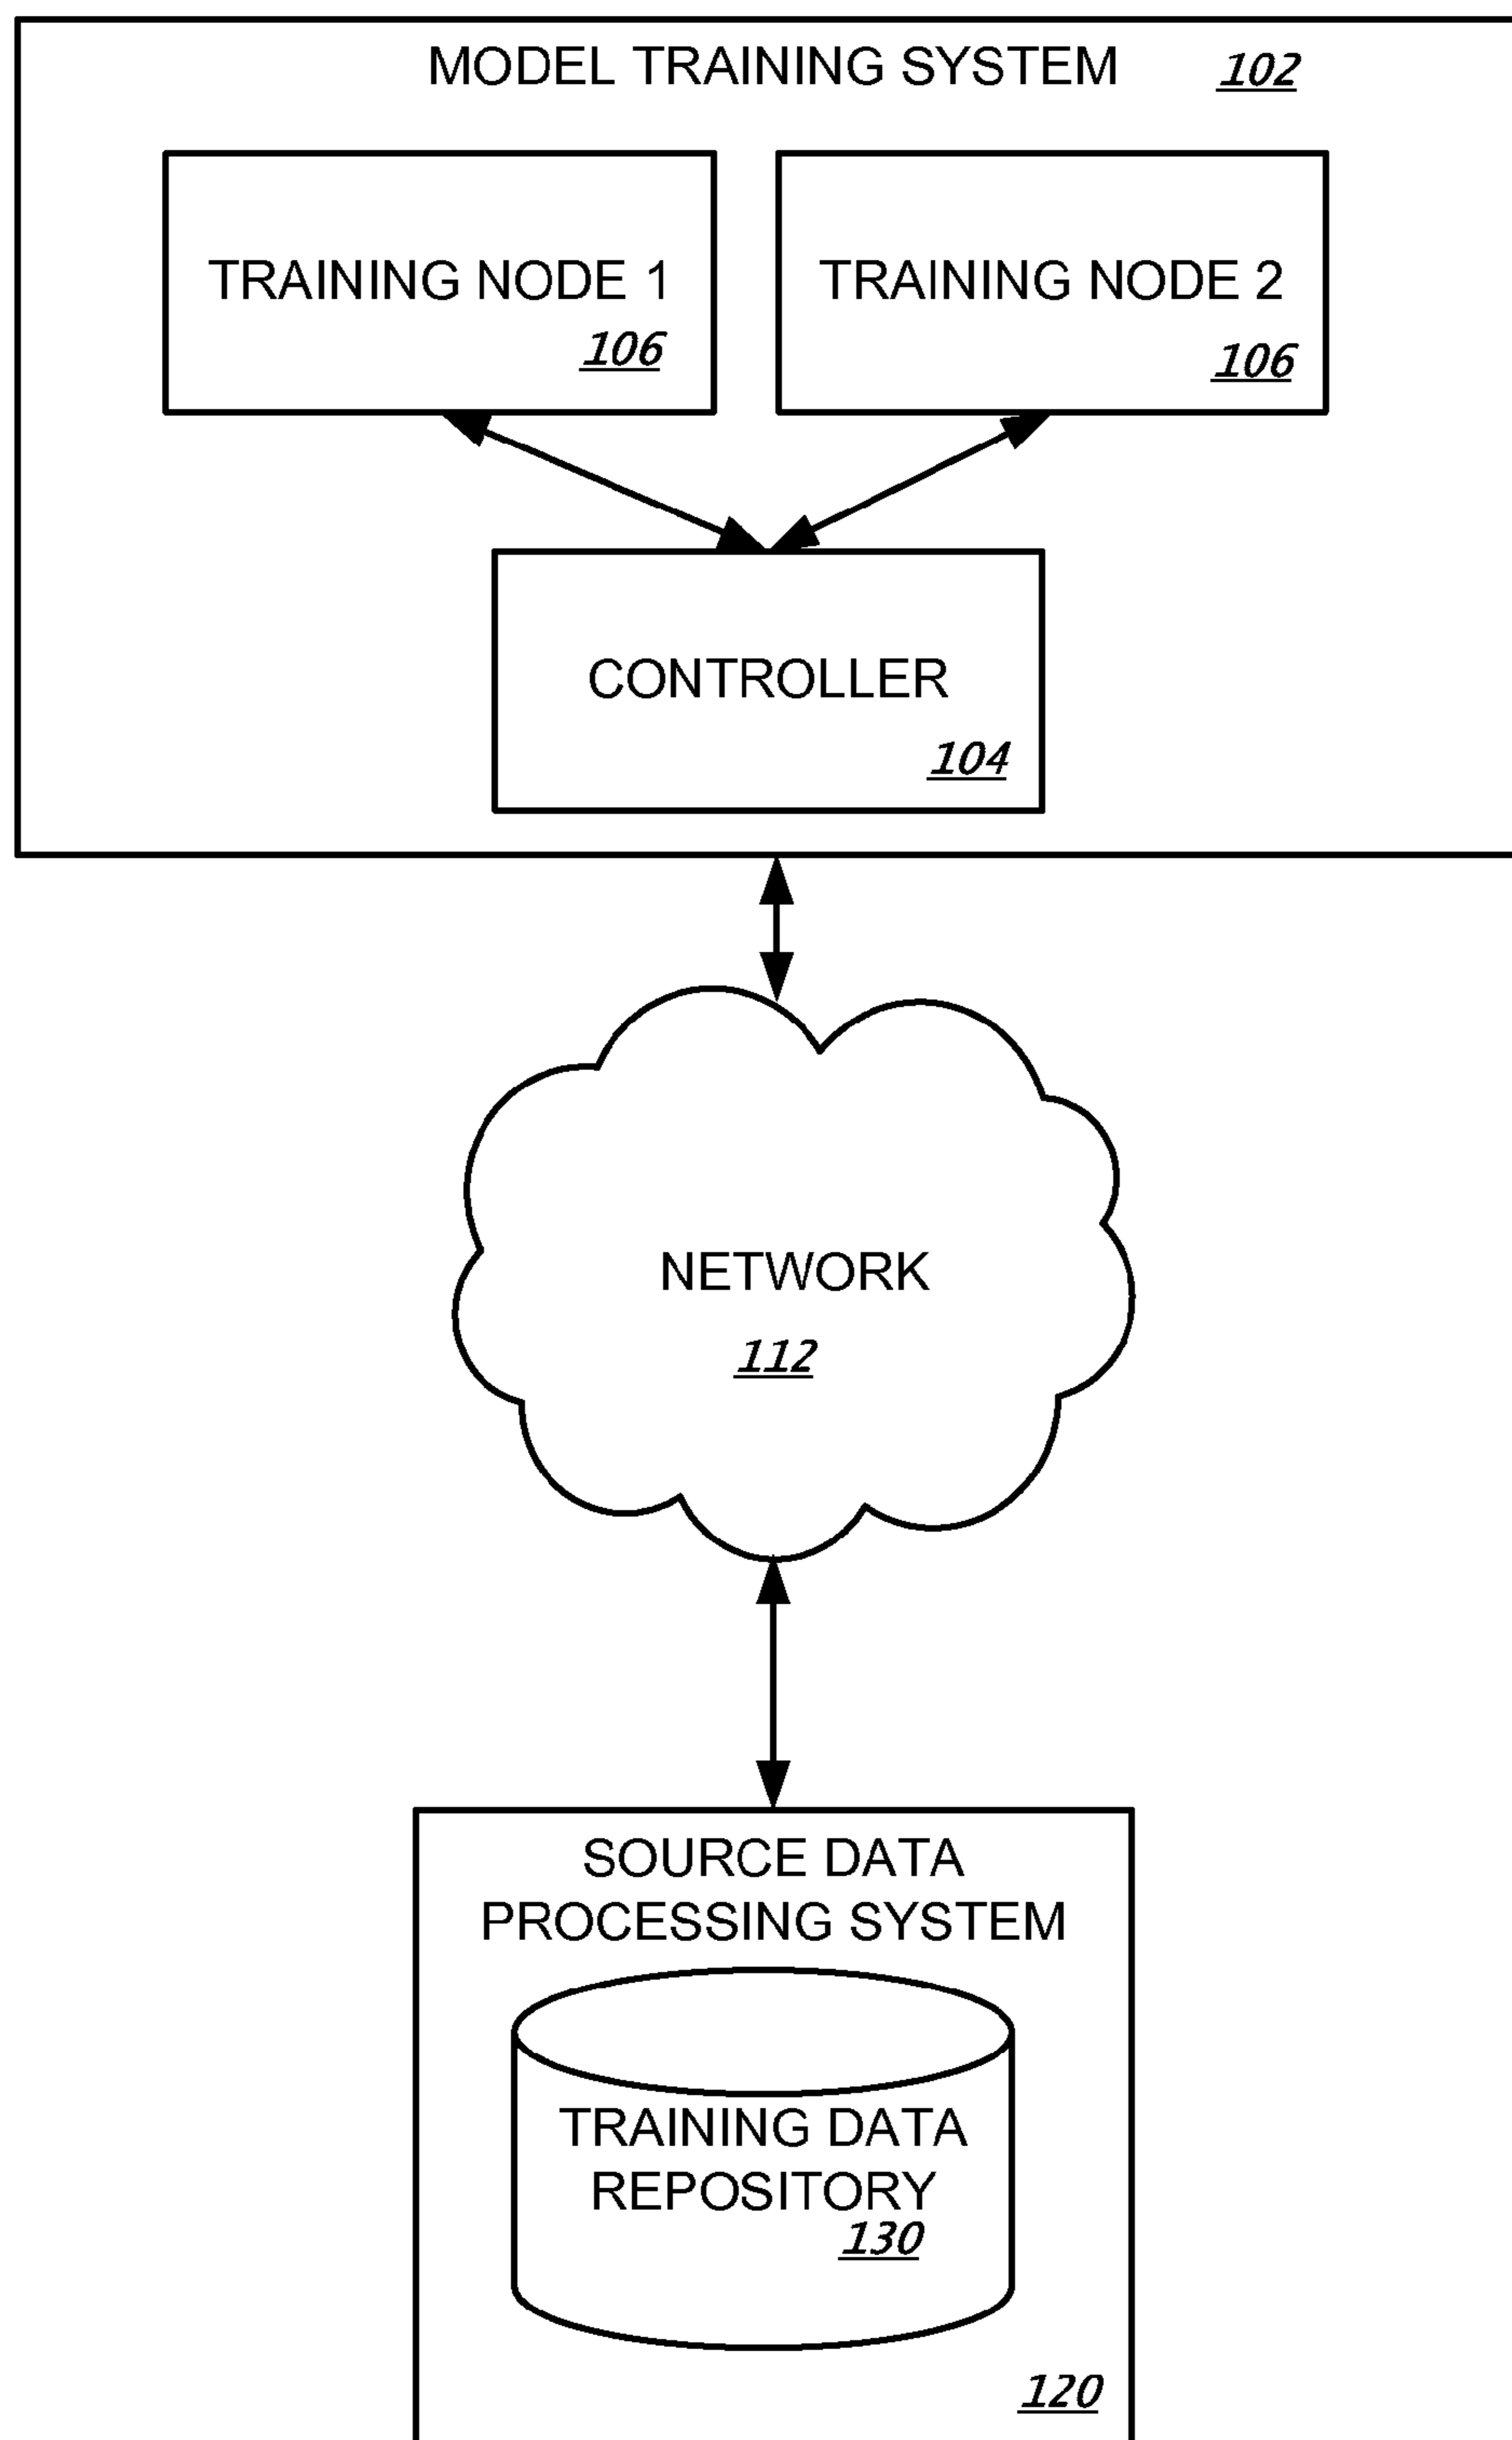 MODEL TRAINING SYSTEM 102
TRAINING NODE 1
106
TRAINING NODE 2
106
CONTROLLER
104
NETWORK
112
SOURCE DATA
PROCESSING SYSTEM
TRAINING DATA
REPOSITORY
130
120